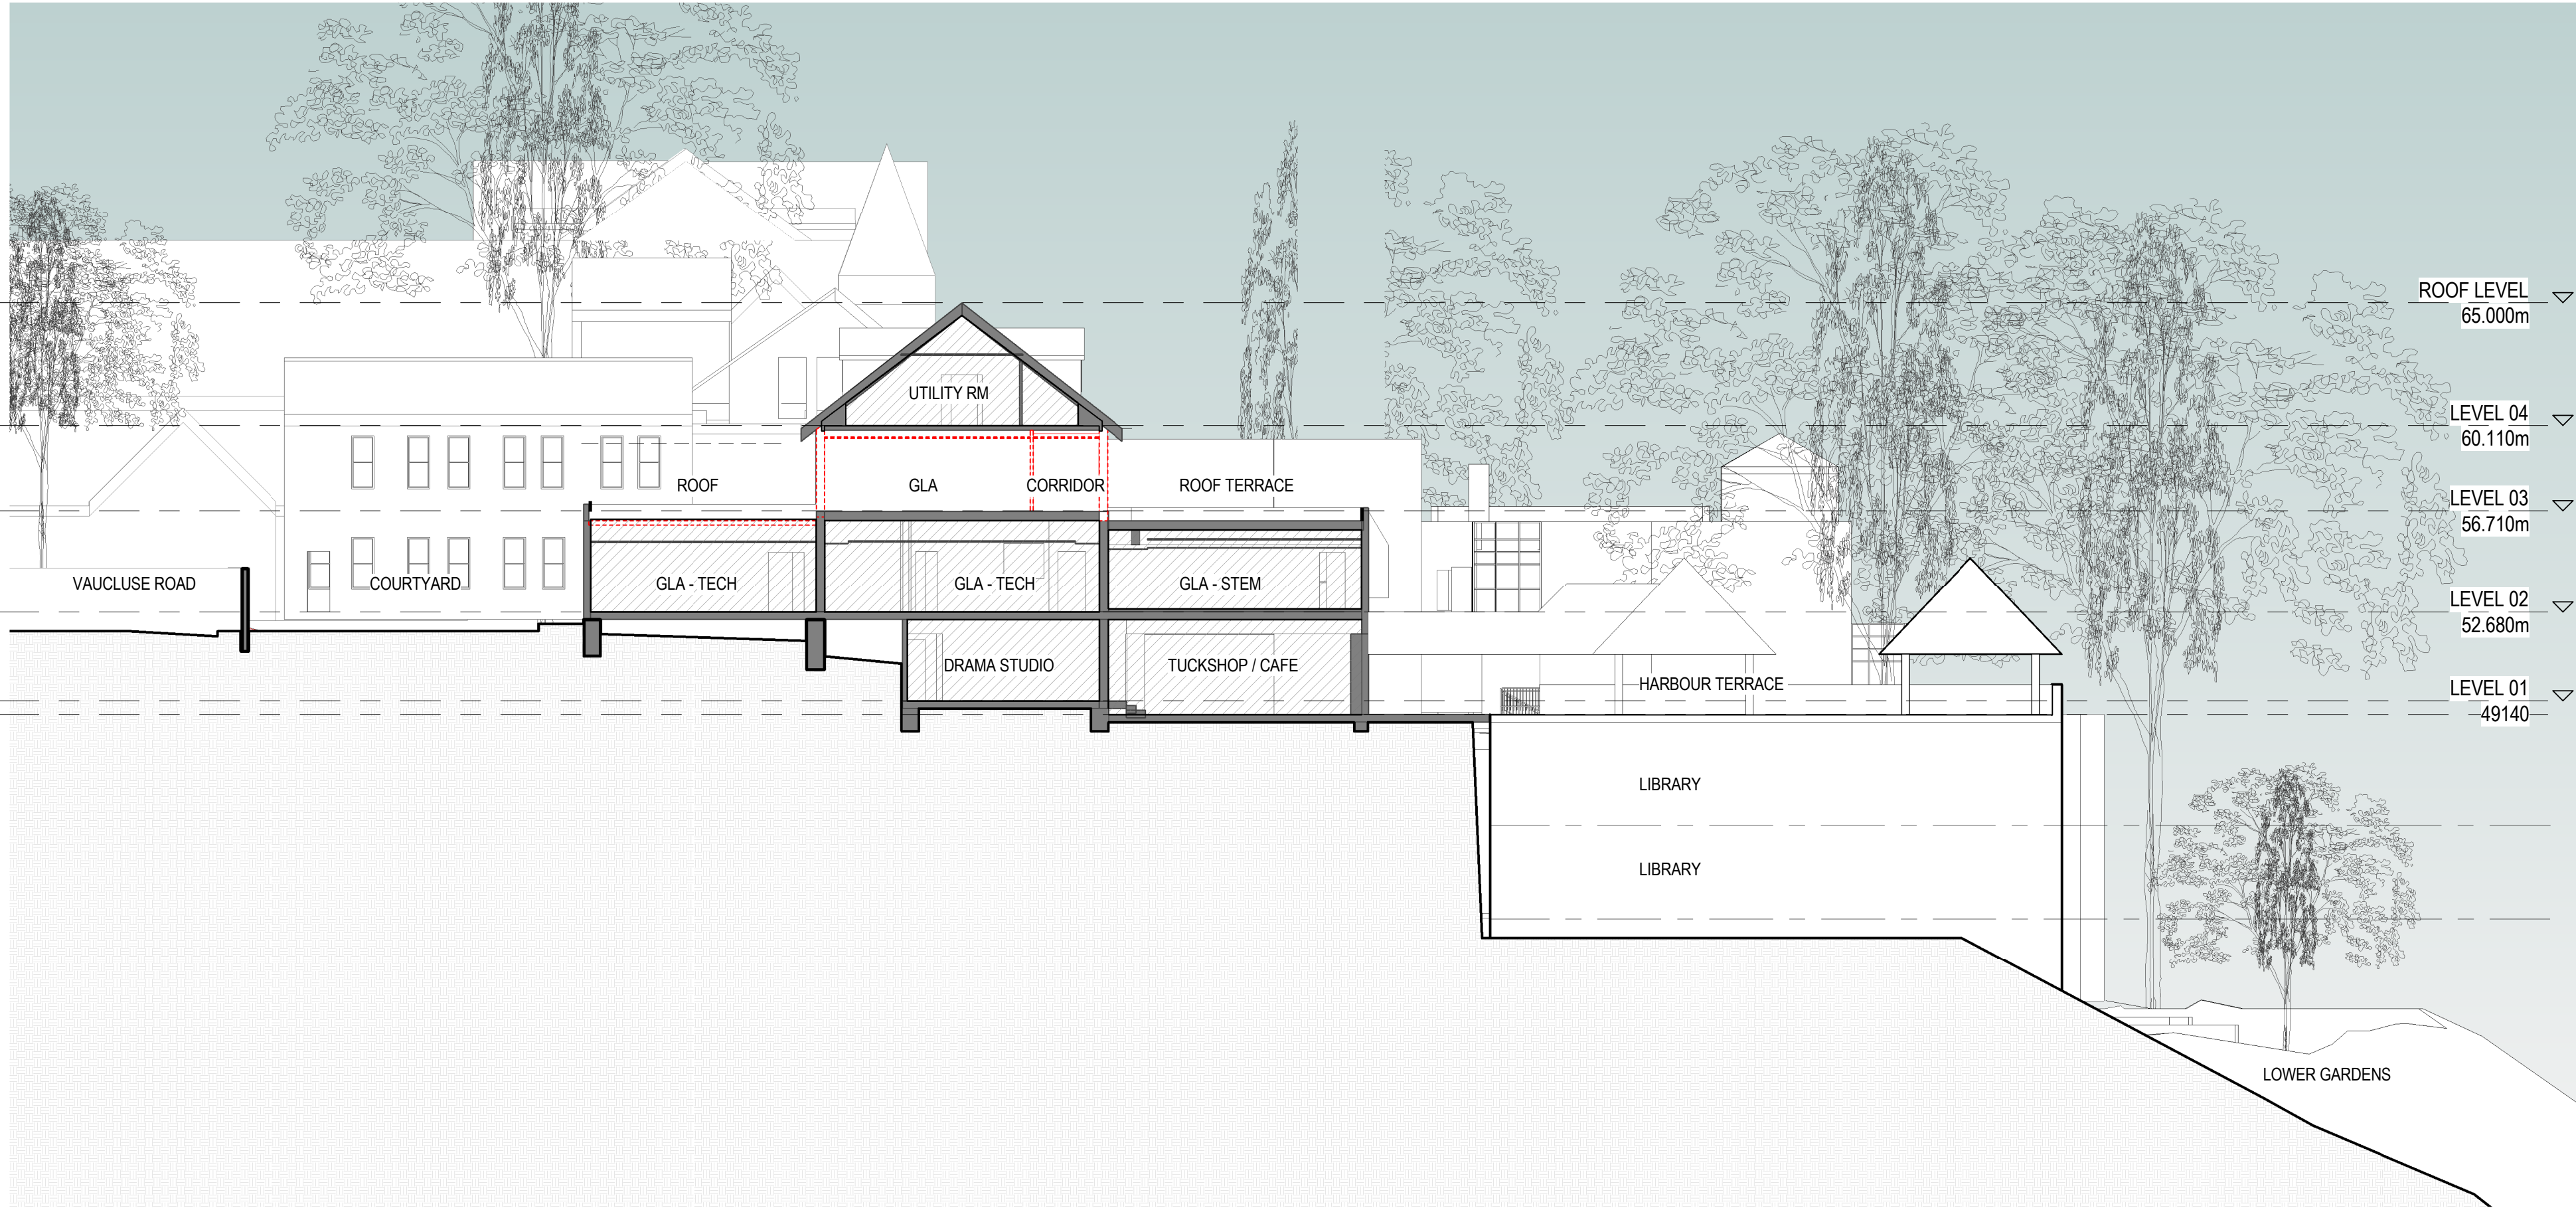 ROOF LEVEL
65.000m
UTILITY RM
LEVEL 04
60.110m
ROOF
GLA
CORRIDOR
ROOF TERRACE
LEVEL 03
56.710m
VAUCLUSE ROAD
COURTYARD
GLA - TECH
GLA - TECH
GLA - STEM
LEVEL 02
52.680m
DRAMA STUDIO
TUCKSHOP / CAFE
HARBOUR TERRACE
LEVEL 01
49140
LIBRARY
LIBRARY
LOWER GARDENS